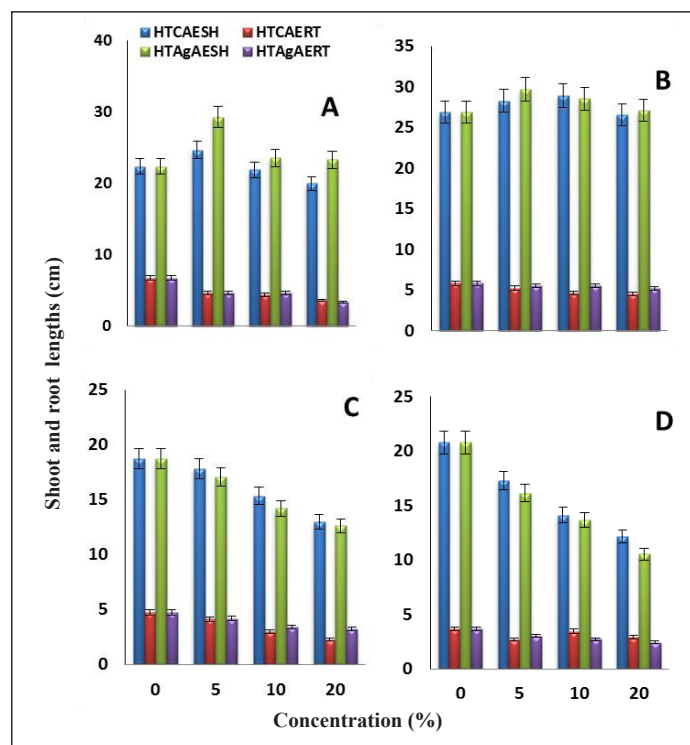 HTCAESH HTCAERT
HTAgAESH HTAgAERT
A
40
30
20
10
0
B
35
30
25
20
15
10
5
0
Shoot and root lengths (cm)
C
25
20
15
10
5
0
0 5 10 20
D
25
20
15
10
5
0
0 5 10 20
Concentration (%)